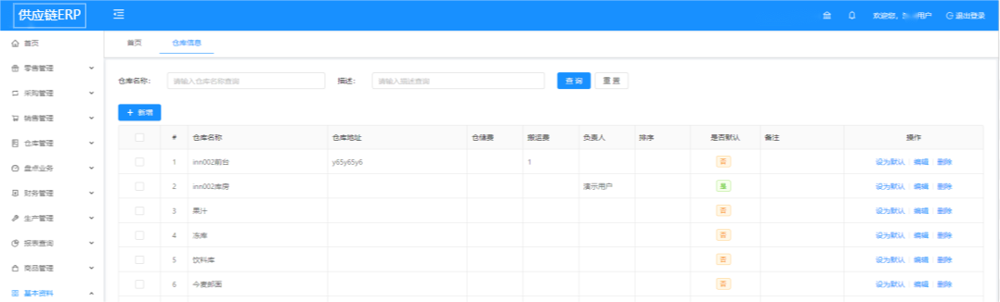 供应链ERP
欢迎您，
用户
退出登录
首页
零售管理
采购管理
销售管理
仓库管理
盘点业务
财务管理
生产管理
报表查询
商品管理
基本资料
首页 仓库信息
仓库名称： 请输入仓库名称查询 描述： 请输入描述查询 查 询 重 置
+ 新增
# 仓库名称 仓库地址 仓储费 搬运费 负责人 排序 是否默认 备注 操作
1 inn002前台 y65y65y6 1 否 设为默认 编辑 删除
2 inn002库房 演示用户 是 设为默认 编辑 删除
3 果汁 否 设为默认 编辑 删除
4 冻库 否 设为默认 编辑 删除
5 饮料库 否 设为默认 编辑 删除
6 今麦郎面 否 设为默认 编辑 删除